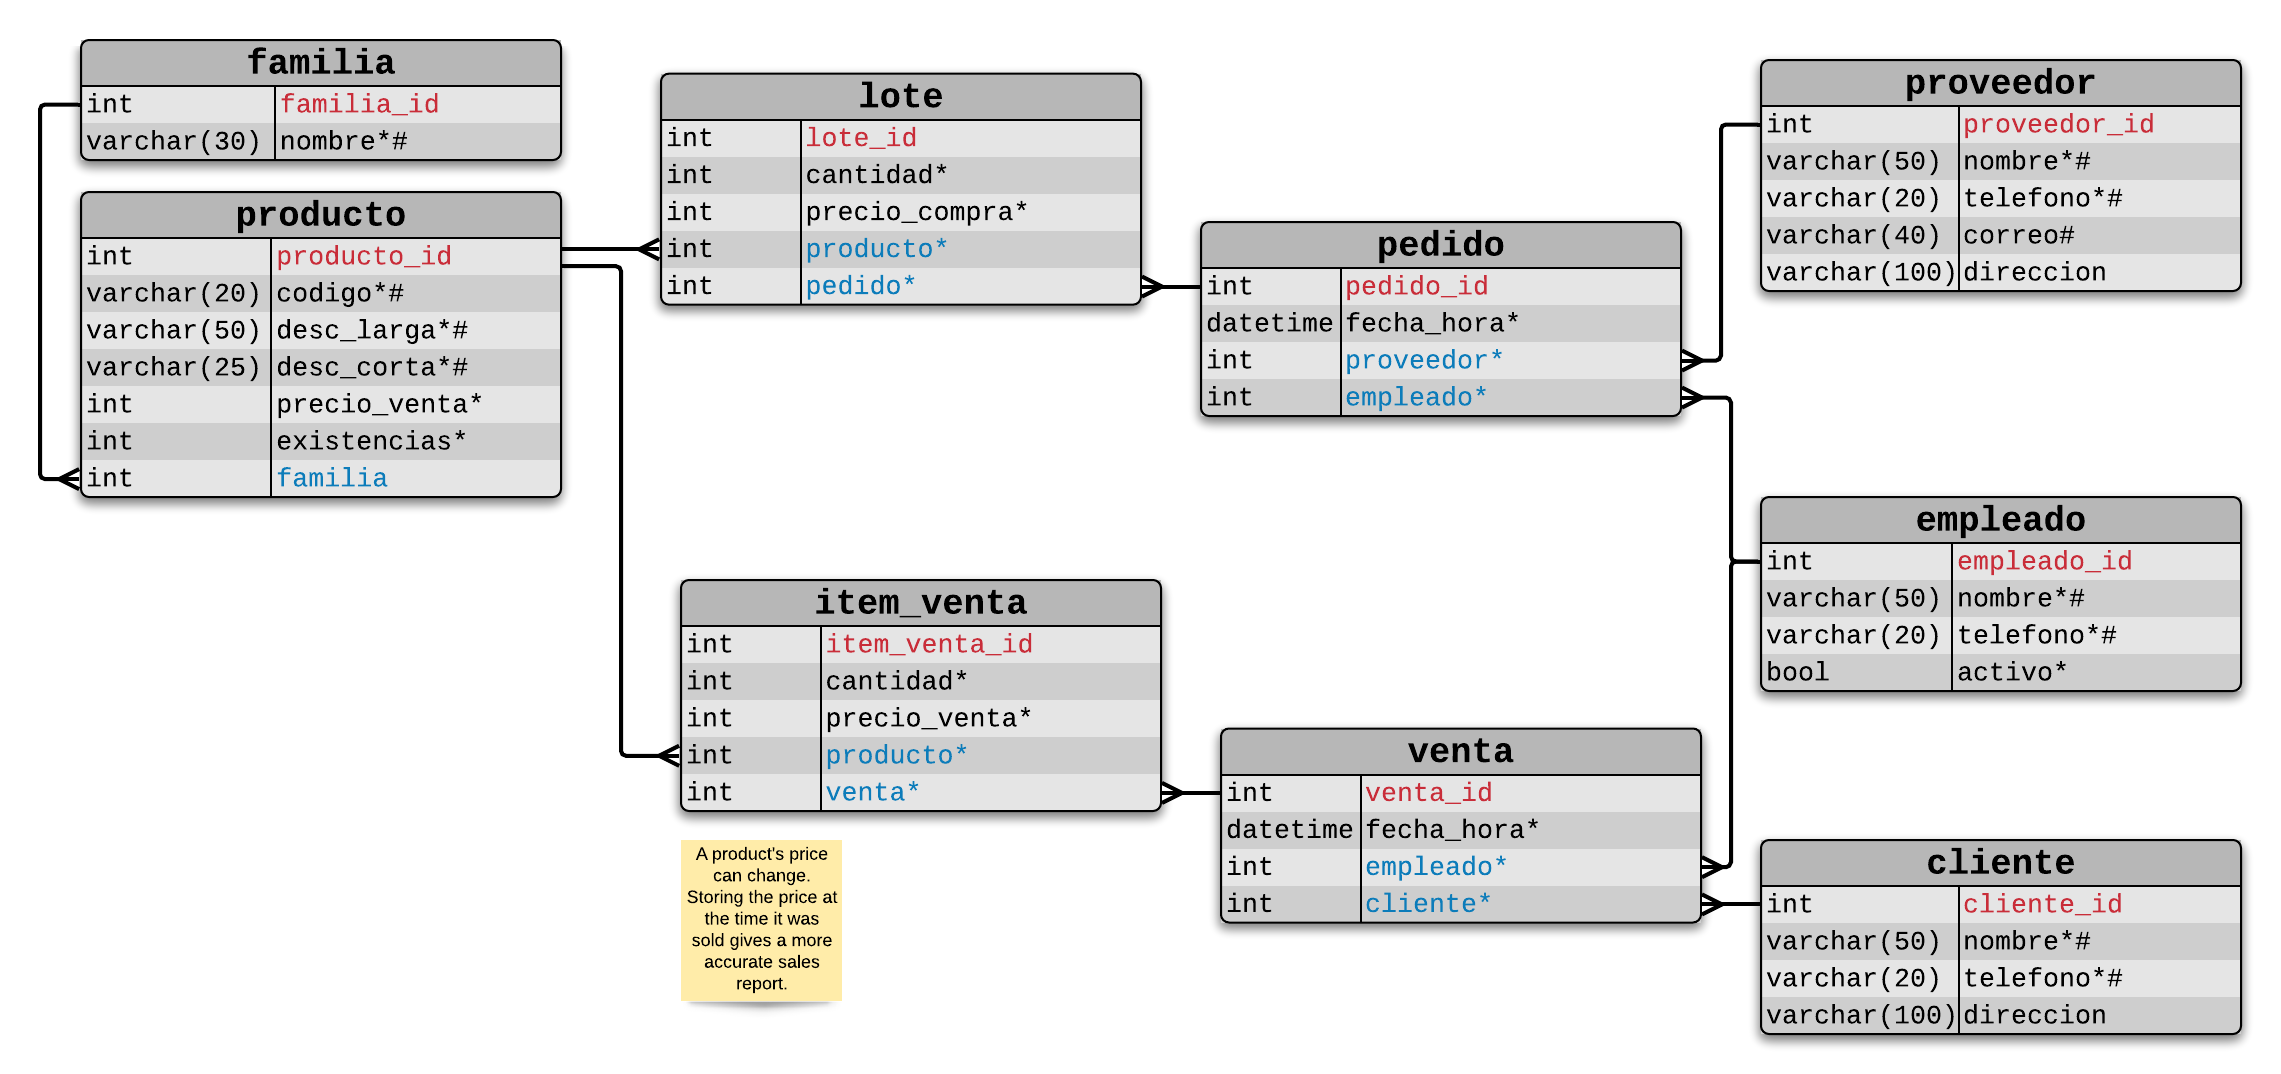 familia
int familia_id
varchar(30) nombre*#
producto
int producto_id
varchar(20) codigo*#
varchar(50) desc_larga*#
varchar(25) desc_corta*#
int precio_venta*
int existencias*
int familia
lote
int lote_id
int cantidad*
int precio_compra*
int producto*
int pedido*
pedido
int pedido_id
datetime fecha_hora*
int proveedor*
int empleado*
proveedor
int proveedor_id
varchar(50) nombre*#
varchar(20) telefono*#
varchar(40) correo#
varchar(100) direccion
empleado
int empleado_id
varchar(50) nombre*#
varchar(20) telefono*#
bool activo*
item_venta
int item_venta_id
int cantidad*
int precio_venta*
int producto*
int venta*
A product's price
can change.
Storing the price at
the time it was
sold gives a more
accurate sales
report.
venta
int venta_id
datetime fecha_hora*
int empleado*
int cliente*
cliente
int cliente_id
varchar(50) nombre*#
varchar(20) telefono*#
varchar(100) direccion